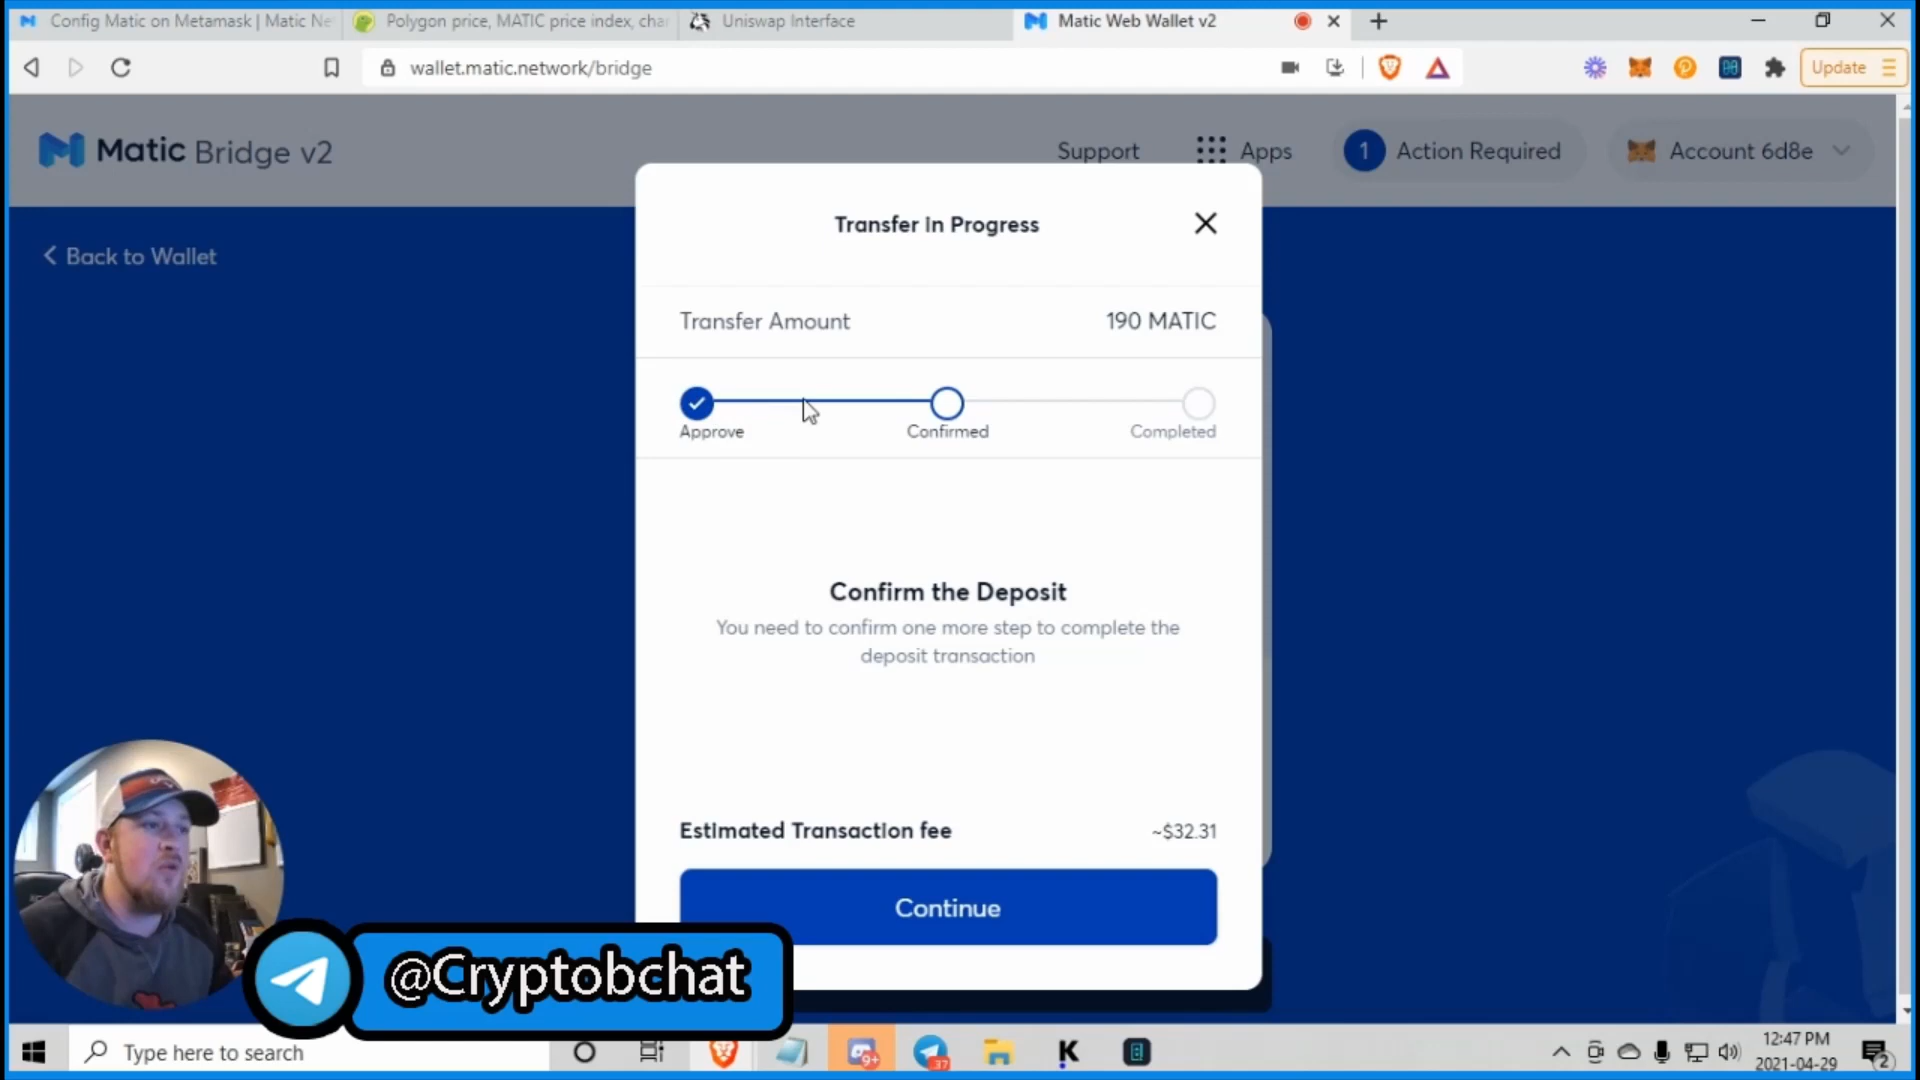 Config Matic on Metamask | Matic Ne
Polygon price, MATIC price index, cha
Uniswap Interface
Matic Web Wallet v2
wallet.matic.network/bridge
Update
Matic Bridge v2
Support
Apps
1 Action Required
Account 6d8e
Back to Wallet
Transfer In Progress
Transfer Amount
190 MATIC
Approve
Confirmed
Completed
Confirm the Deposit
You need to confirm one more step to complete the
deposit transaction
Estimated Transaction fee
~$32.31
Continue
@Cryptobchat
Type here to search
9+
37
12:47 PM
2021-04-29
2